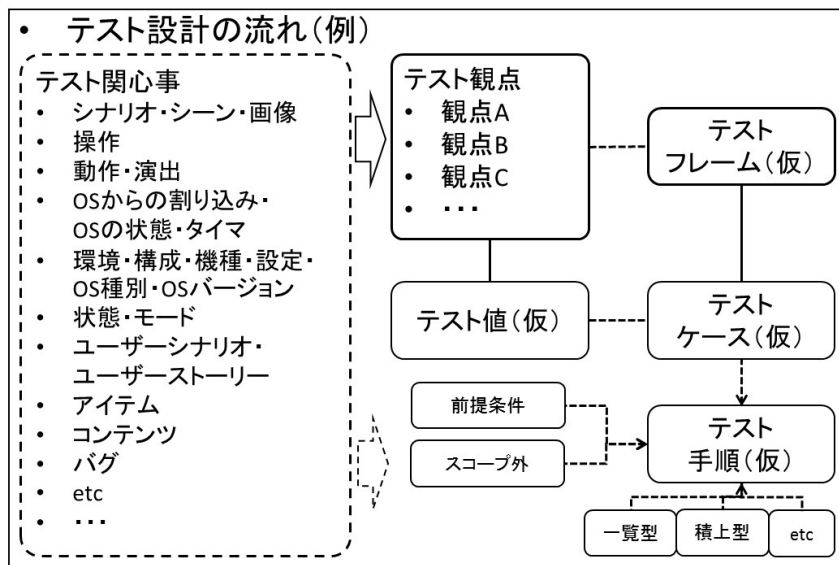 • テスト設計の流れ(例)
テスト関心事
• シナリオ・シーン・画像
• 操作
• 動作・演出
• OSからの割り込み・
OSの状態・タイマ
• 環境・構成・機種・設定・
OS種別・OSバージョン
• 状態・モード
• ユーザーシナリオ・
ユーザーストーリー
• アイテム
• コンテンツ
• バグ
• etc
• ・・・
テスト観点
• 観点A
• 観点B
• 観点C
• ・・・
テスト
フレーム(仮)
テスト値(仮)
テスト
ケース(仮)
前提条件
スコープ外
テスト
手順(仮)
一覧型
積上型
etc